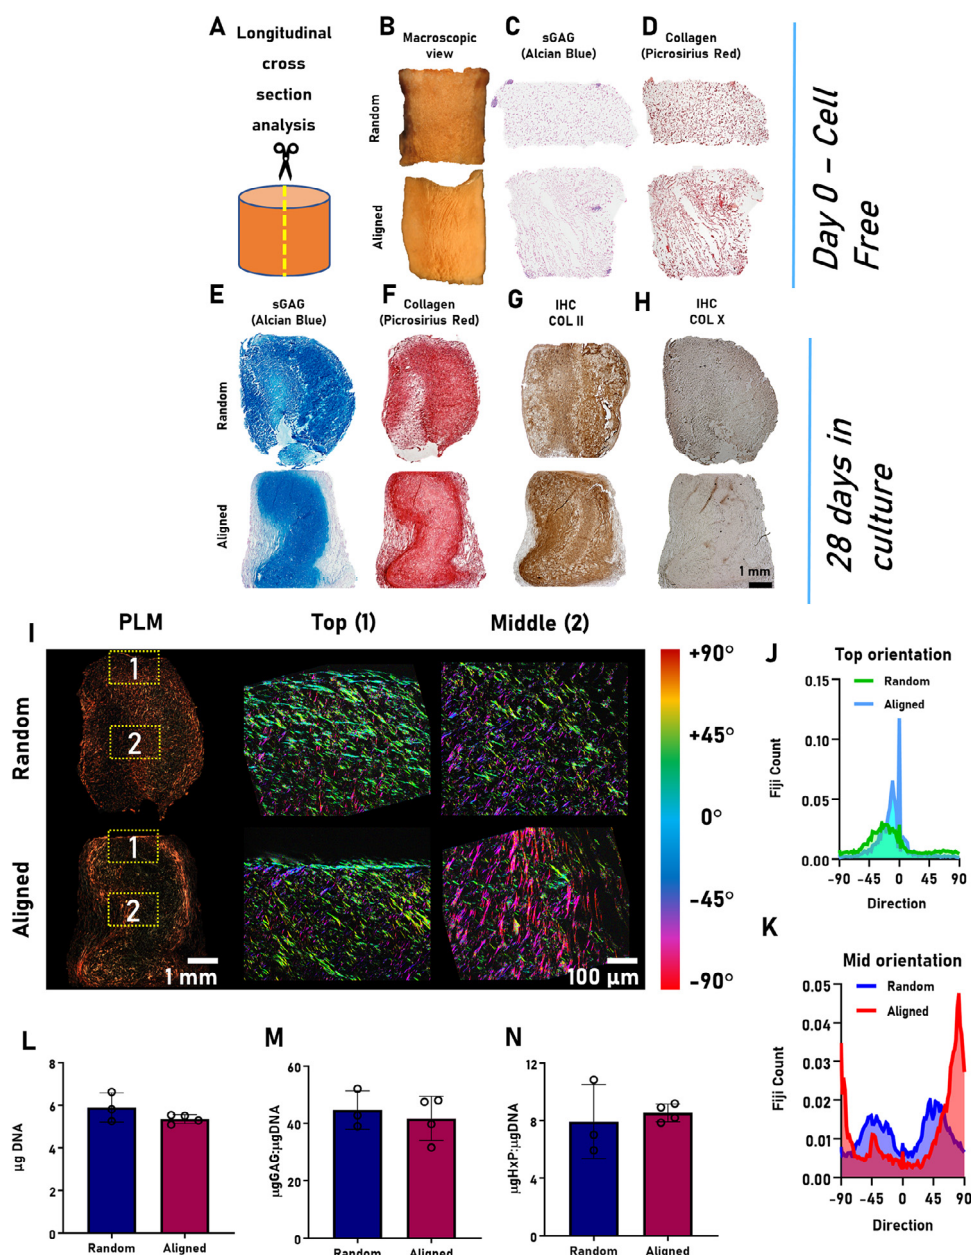 A
Longitudinal
cross
section
analysis
B
Macroscopic
view
C
sGAG
(Alcian Blue)
D
Collagen
(Picrosirius Red)
Random
Aligned
Day 0 - Cell
Free
E
sGAG
(Alcian Blue)
F
Collagen
(Picrosirius Red)
G
IHC
COL II
H
IHC
COL X
Random
Aligned
1 mm
28 days in
culture
I
PLM
Top (1)
Middle (2)
Random
Aligned
1
2
1
2
1 mm
100 µm
+90°
+45°
0°
-45°
-90°
J
Top orientation
Random
Aligned
0.15
0.10
0.05
0.00
Fiji Count
-90 -45 0 45 90
Direction
K
Mid orientation
Random
Aligned
0.05
0.04
0.03
0.02
0.01
0.00
Fiji Count
-90 -45 0 45 90
Direction
L
µg DNA
8
6
4
2
0
Random Aligned
M
µgGAG:µgDNA
60
40
20
0
Random Aligned
N
µgHxP:µgDNA
12
8
4
0
Random Aligned